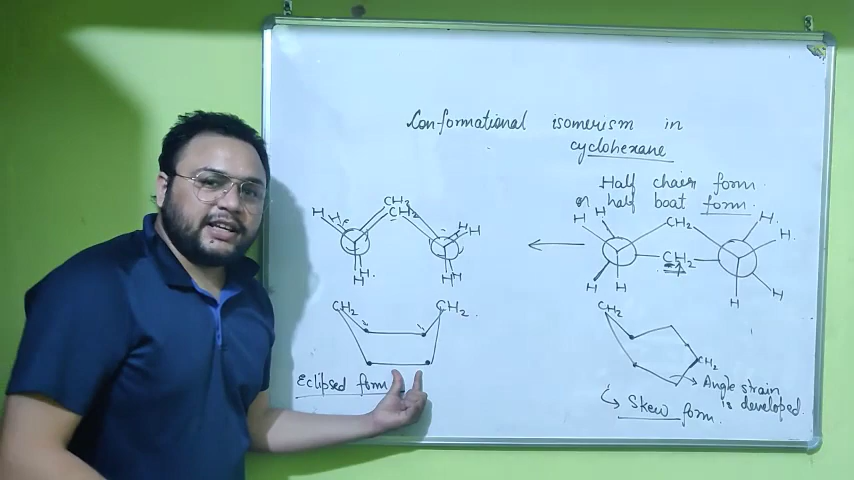 Conformational isomerism in
cyclohexane
Half chair form.
or half boat form.
CH2
CH2
H H
H H
H
H
H H
CH2
H.
H.
CH2
H H
H
H
CH2
CH2.
CH2
CH2
Eclipsed form
Angle strain
is developed.
Skew form.